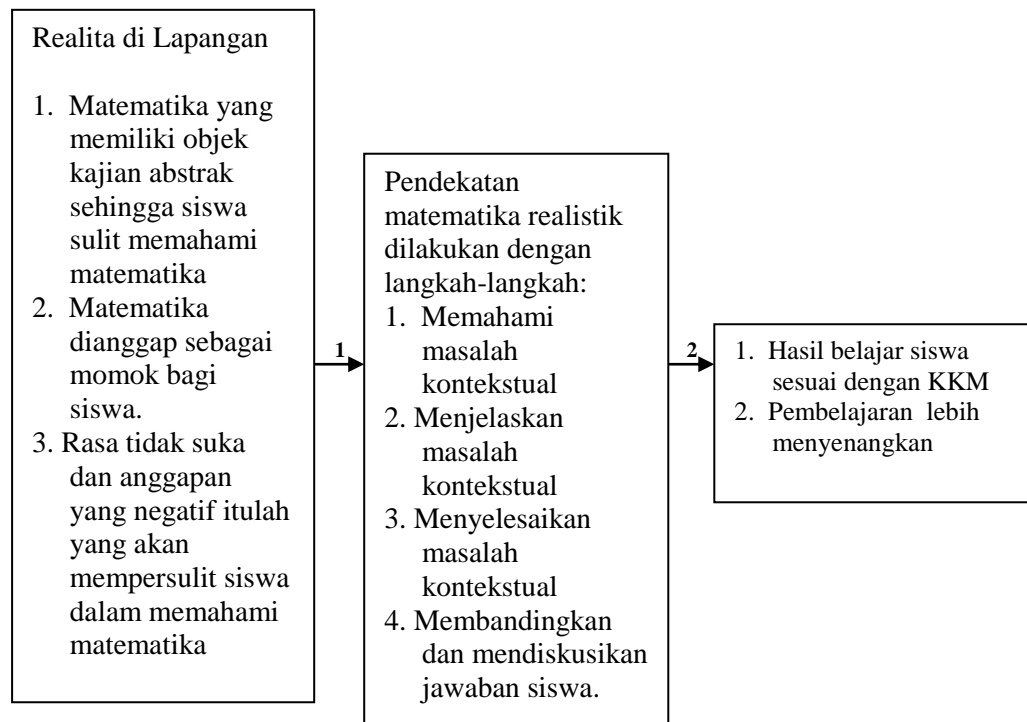 Realita di Lapangan
1. Matematika yang
memiliki objek
kajian abstrak
sehingga siswa
sulit memahami
matematika
2. Matematika
dianggap sebagai
momok bagi
siswa.
3. Rasa tidak suka
dan anggapan
yang negatif itulah
yang akan
mempersulit siswa
dalam memahami
matematika
1
Pendekatan
matematika realistik
dilakukan dengan
langkah-langkah:
1. Memahami
masalah
kontekstual
2. Menjelaskan
masalah
kontekstual
3. Menyelesaikan
masalah
kontekstual
4. Membandingkan
dan mendiskusikan
jawaban siswa.
2
1. Hasil belajar siswa
sesuai dengan KKM
2. Pembelajaran lebih
menyenangkan